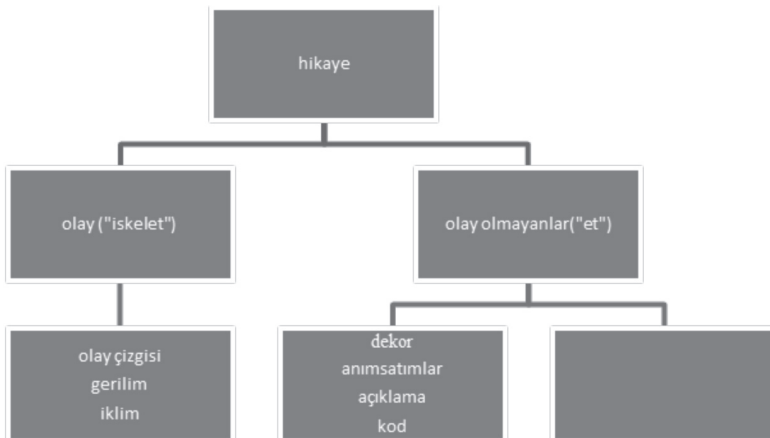 hikaye
olay ("iskelet")
olay olmayanlar("et")
olay çizgisi
gerilim
iklim
dekor
anımsatımlar
açıklama
kod